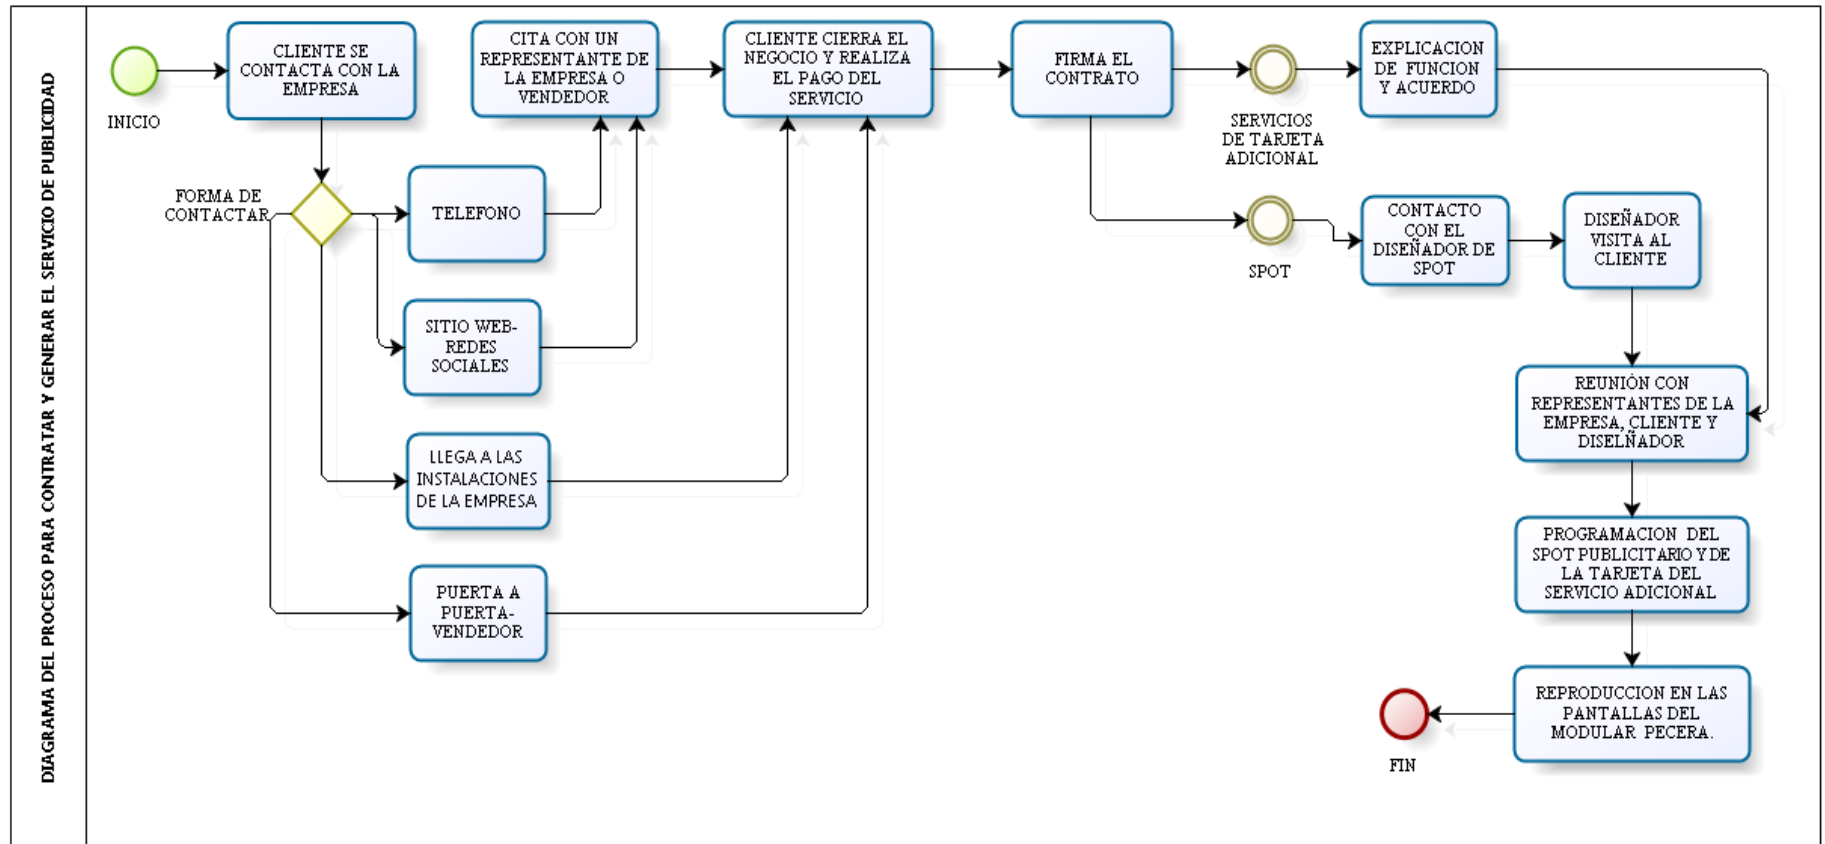 DIAGRAMA DEL PROCESO PARA CONTRATAR Y GENERAR EL SERVICIO DE PUBLICIDAD
INICIO
CLIENTE SE
CONTACTA CON LA
EMPRESA
FORMA DE
CONTACTAR
CITA CON UN
REPRESENTANTE DE
LA EMPRESA O
VENDEDOR
TELEFONO
SITIO WEB-
REDES
SOCIALES
LLEGA A LAS
INSTALACIONES
DE LA EMPRESA
PUERTA A
PUERTA-
VENDEDOR
CLIENTE CIERRA EL
NEGOCIO Y REALIZA
EL PAGO DEL
SERVICIO
FIRMA EL
CONTRATO
SERVICIOS
DE TARJETA
ADICIONAL
EXPLICACION
DE FUNCION
Y ACUERDO
SPOT
CONTACTO
CON EL
DISEÑADOR DE
SPOT
DISEÑADOR
VISITA AL
CLIENTE
REUNIÓN CON
REPRESENTANTES DE LA
EMPRESA, CLIENTE Y
DISELÑADOR
PROGRAMACION DEL
SPOT PUBLICITARIO Y DE
LA TARJETA DEL
SERVICIO ADICIONAL
REPRODUCCION EN LAS
PANTALLAS DEL
MODULAR PECERA.
FIN